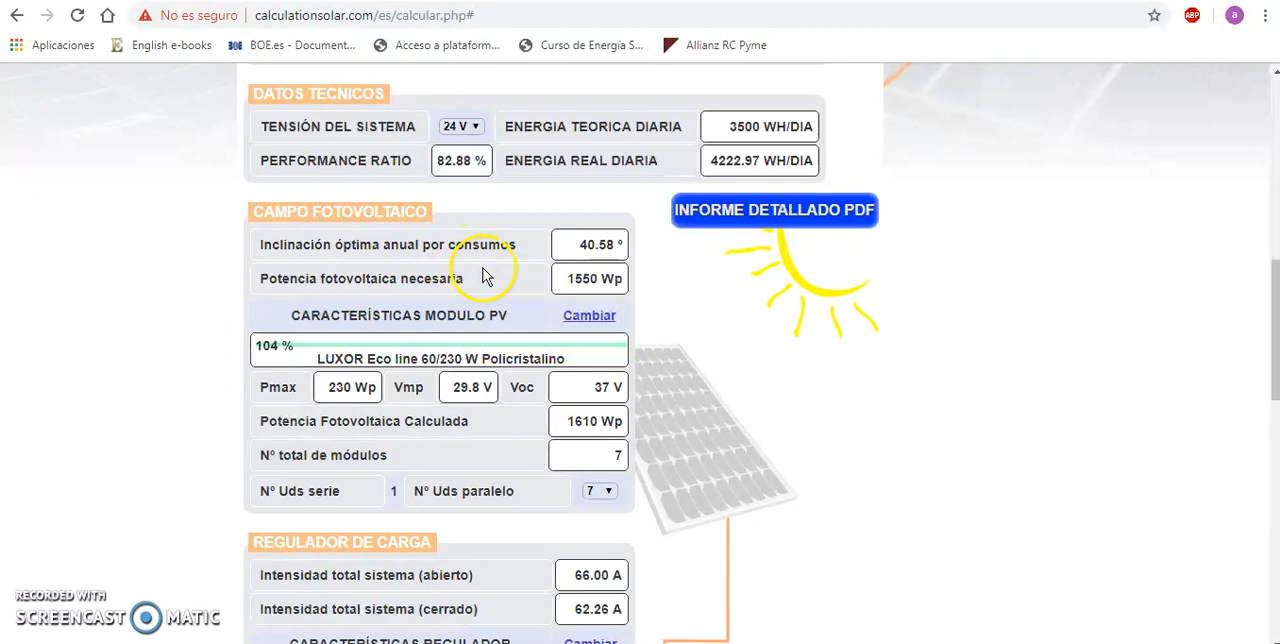 No es seguro calculationsolar.com/es/calcular.php# ABP a
Aplicaciones English e-books BOE BOE.es - Document... Acceso a plataform... Curso de Energía S... Allianz RC Pyme
DATOS TECNICOS
TENSIÓN DEL SISTEMA 24 V ENERGIA TEORICA DIARIA 3500 WH/DIA
PERFORMANCE RATIO 82.88 % ENERGIA REAL DIARIA 4222.97 WH/DIA
CAMPO FOTOVOLTAICO
INFORME DETALLADO PDF
Inclinación óptima anual por consumos 40.58 º
Potencia fotovoltaica necesaria 1550 Wp
CARACTERÍSTICAS MODULO PV Cambiar
104 %
LUXOR Eco line 60/230 W Policristalino
Pmax 230 Wp Vmp 29.8 V Voc 37 V
Potencia Fotovoltaica Calculada 1610 Wp
Nº total de módulos 7
Nº Uds serie 1 Nº Uds paralelo 7
REGULADOR DE CARGA
Intensidad total sistema (abierto) 66.00 A
Intensidad total sistema (cerrado) 62.26 A
CARACTERÍSTICAS REGULADOR Cambiar
RECORDED WITH
SCREENCAST MATIC